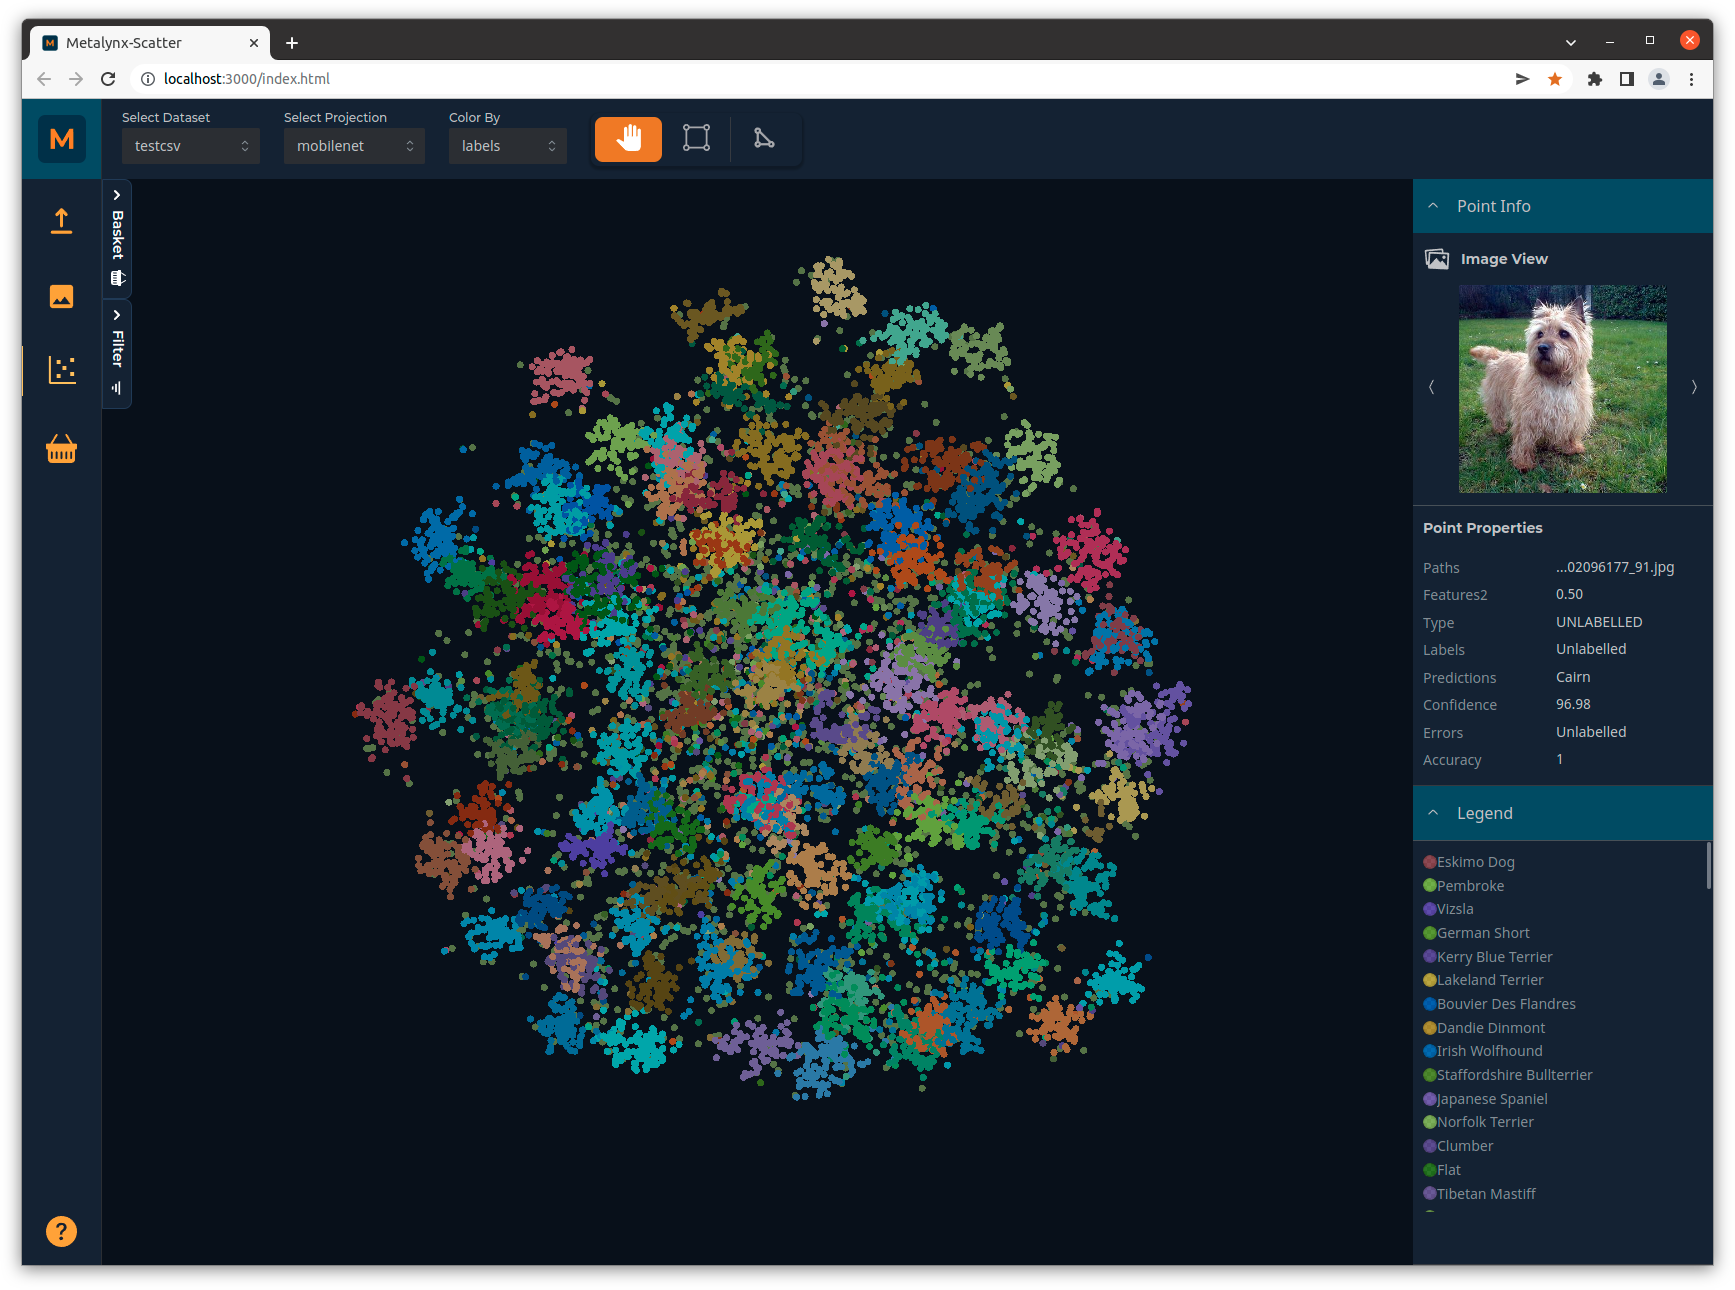 Metalynx-Scatter
localhost:3000/index.html
M
Select Dataset
Select Projection
Color By
testcsv
mobilenet
labels
Basket
Filter
Point Info
Image View
Point Properties
Paths ...02096177_91.jpg
Features2 0.50
Type UNLABELLED
Labels Unlabelled
Predictions Cairn
Confidence 96.98
Errors Unlabelled
Accuracy 1
Legend
Eskimo Dog
Pembroke
Vizsla
German Short
Kerry Blue Terrier
Lakeland Terrier
Bouvier Des Flandres
Dandie Dinmont
Irish Wolfhound
Staffordshire Bullterrier
Japanese Spaniel
Norfolk Terrier
Clumber
Flat
Tibetan Mastiff
?